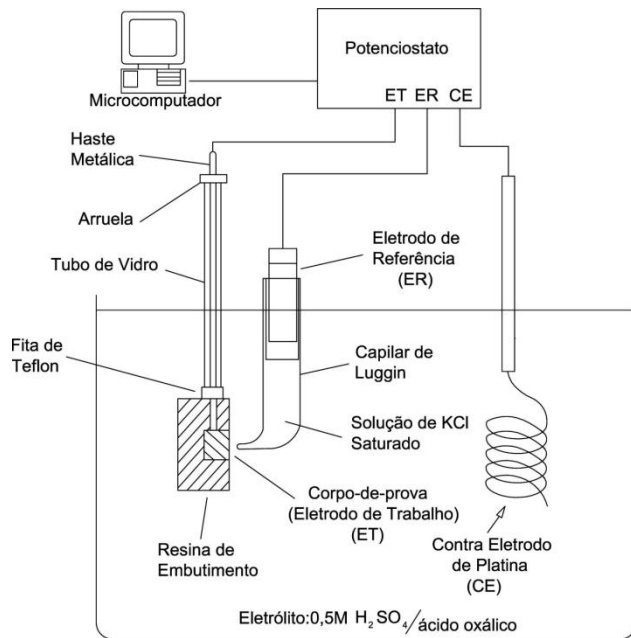 Potenciostato
ET ER CE
Microcomputador
Haste
Metálica
Arruela
Tubo de Vidro
Eletrodo de
Referência
(ER)
Fita de
Teflon
Capilar de
Luggin
Solução de KCl
Saturado
Corpo-de-prova
(Eletrodo de Trabalho)
(ET)
Resina de
Embutimento
Contra Eletrodo
de Platina
(CE)
Eletrólito:0,5M H₂SO₄/ácido oxálico